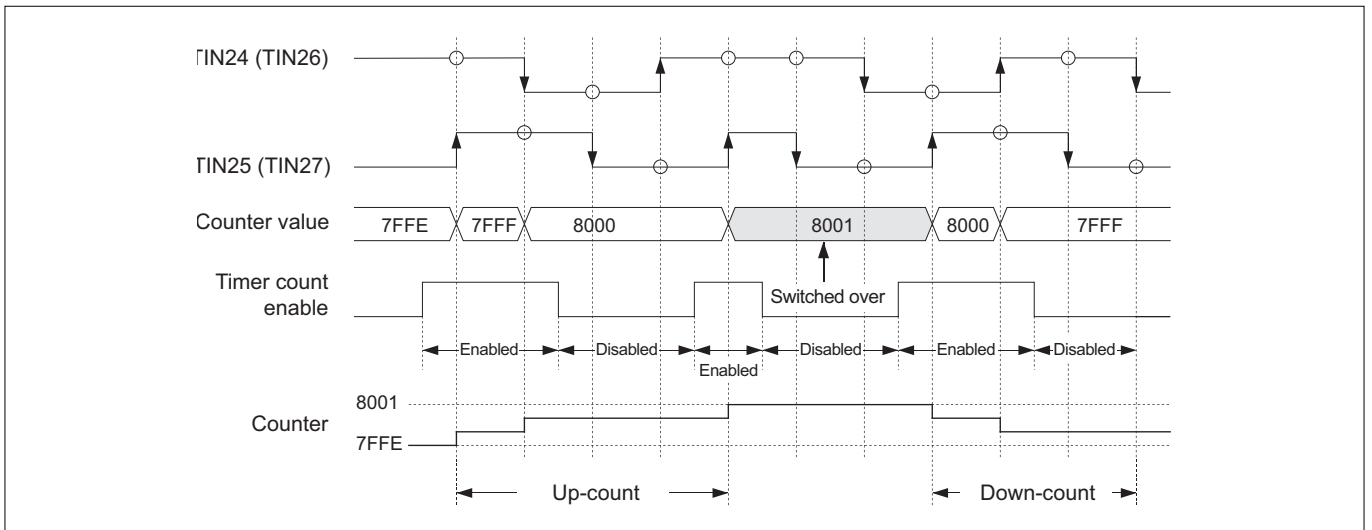 TIN24 (TIN26)
TIN25 (TIN27)
Counter value
7FFE
7FFF
8000
8001
8000
7FFF
Timer count
enable
Switched over
Enabled
Disabled
Enabled
Disabled
Enabled
Disabled
Counter
8001
7FFE
Up-count
Down-count